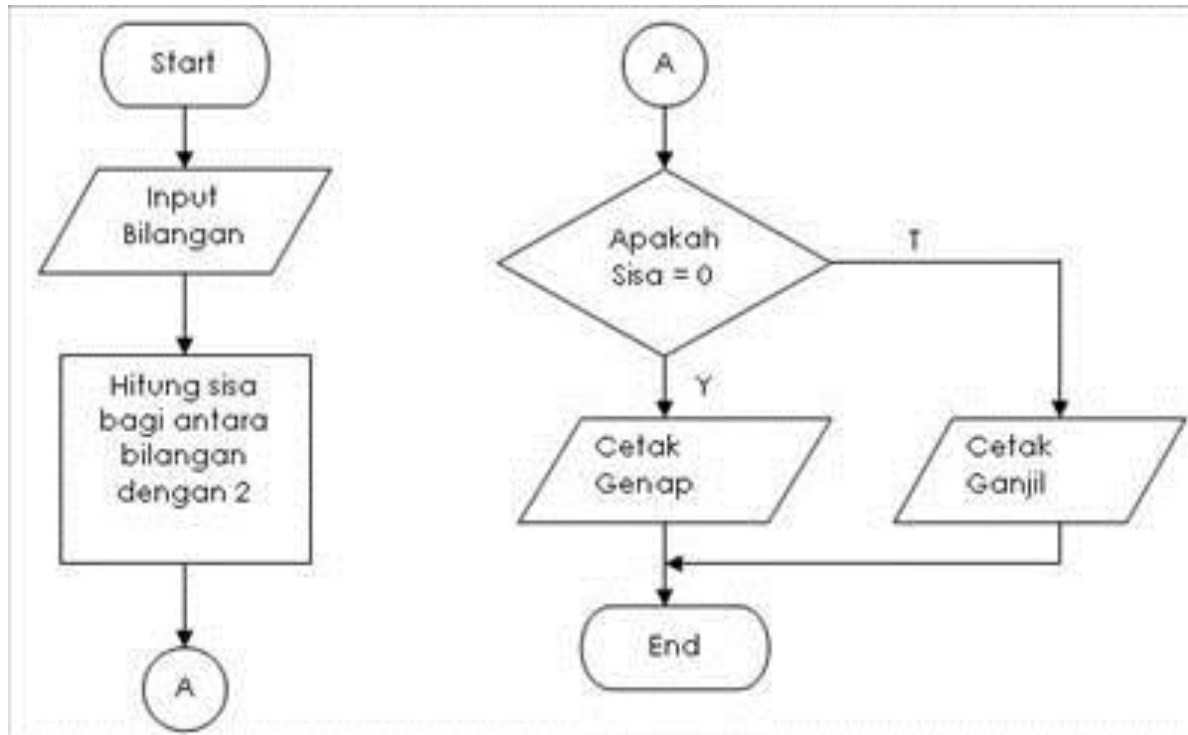 Start
Input
Bilangan
Hitung sisa
bagi antara
bilangan
dengan 2
A
A
Apakah
Sisa = 0
T
Y
Cetak
Genap
Cetak
Ganjil
End